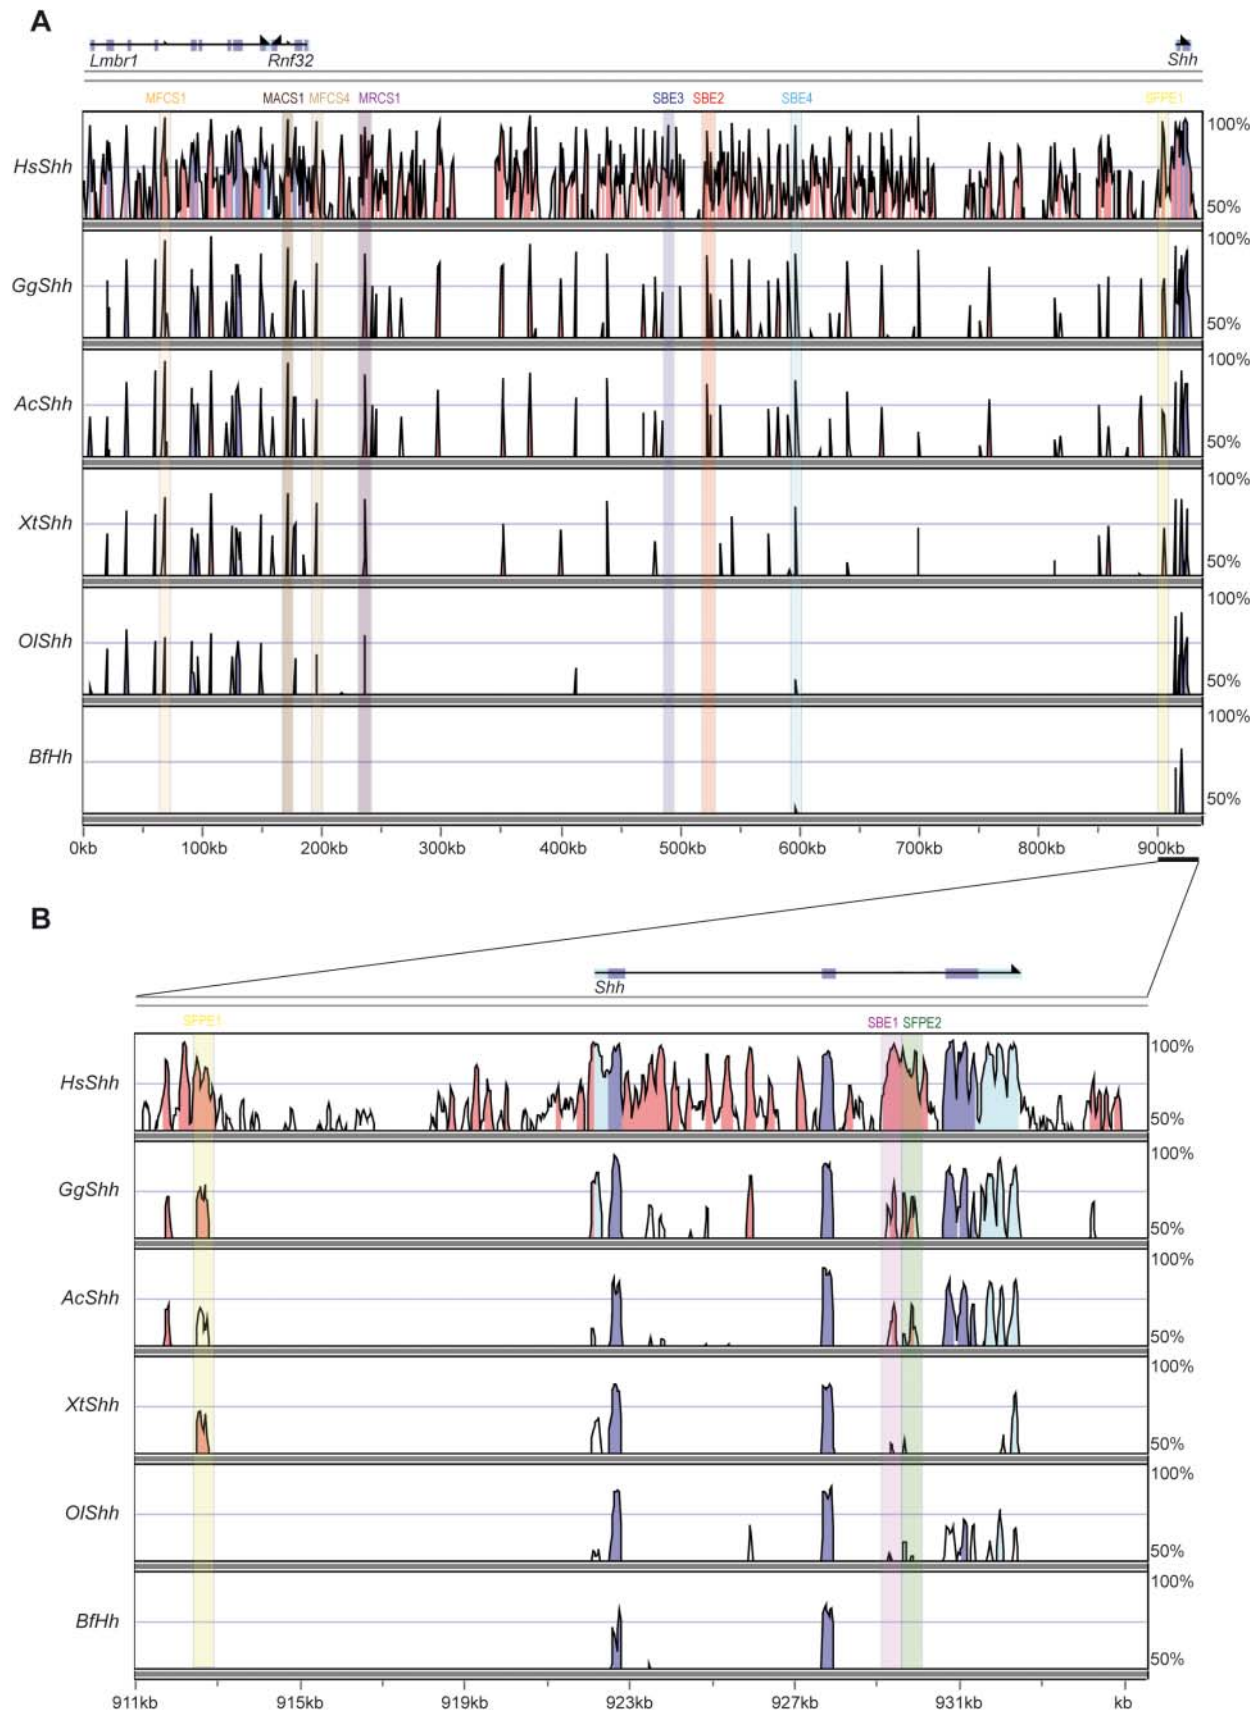 A
Lmbr1 Rnf32 Shh
MFCS1 MACS1 MFCS4 MRCS1 SBE3 SBE2 SBE4 SFPE1
HsShh 100% 50%
GgShh 100% 50%
AcShh 100% 50%
XtShh 100% 50%
OlShh 100% 50%
BfHh 100% 50%
0kb 100kb 200kb 300kb 400kb 500kb 600kb 700kb 800kb 900kb
B
Shh
SFPE1 SBE1 SFPE2
HsShh 100% 50%
GgShh 100% 50%
AcShh 100% 50%
XtShh 100% 50%
OlShh 100% 50%
BfHh 100% 50%
911kb 915kb 919kb 923kb 927kb 931kb kb